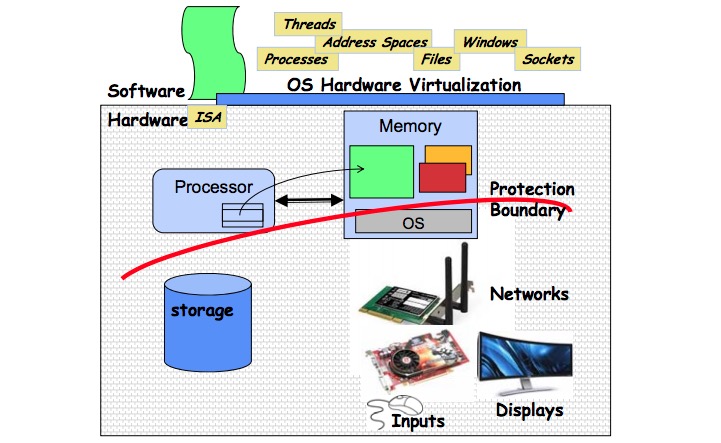 Threads
Address Spaces
Windows
Processes
Files
Sockets
Software
OS Hardware Virtualization
Hardware
ISA
Memory
Processor
Protection
Boundary
OS
Networks
storage
Inputs
Displays